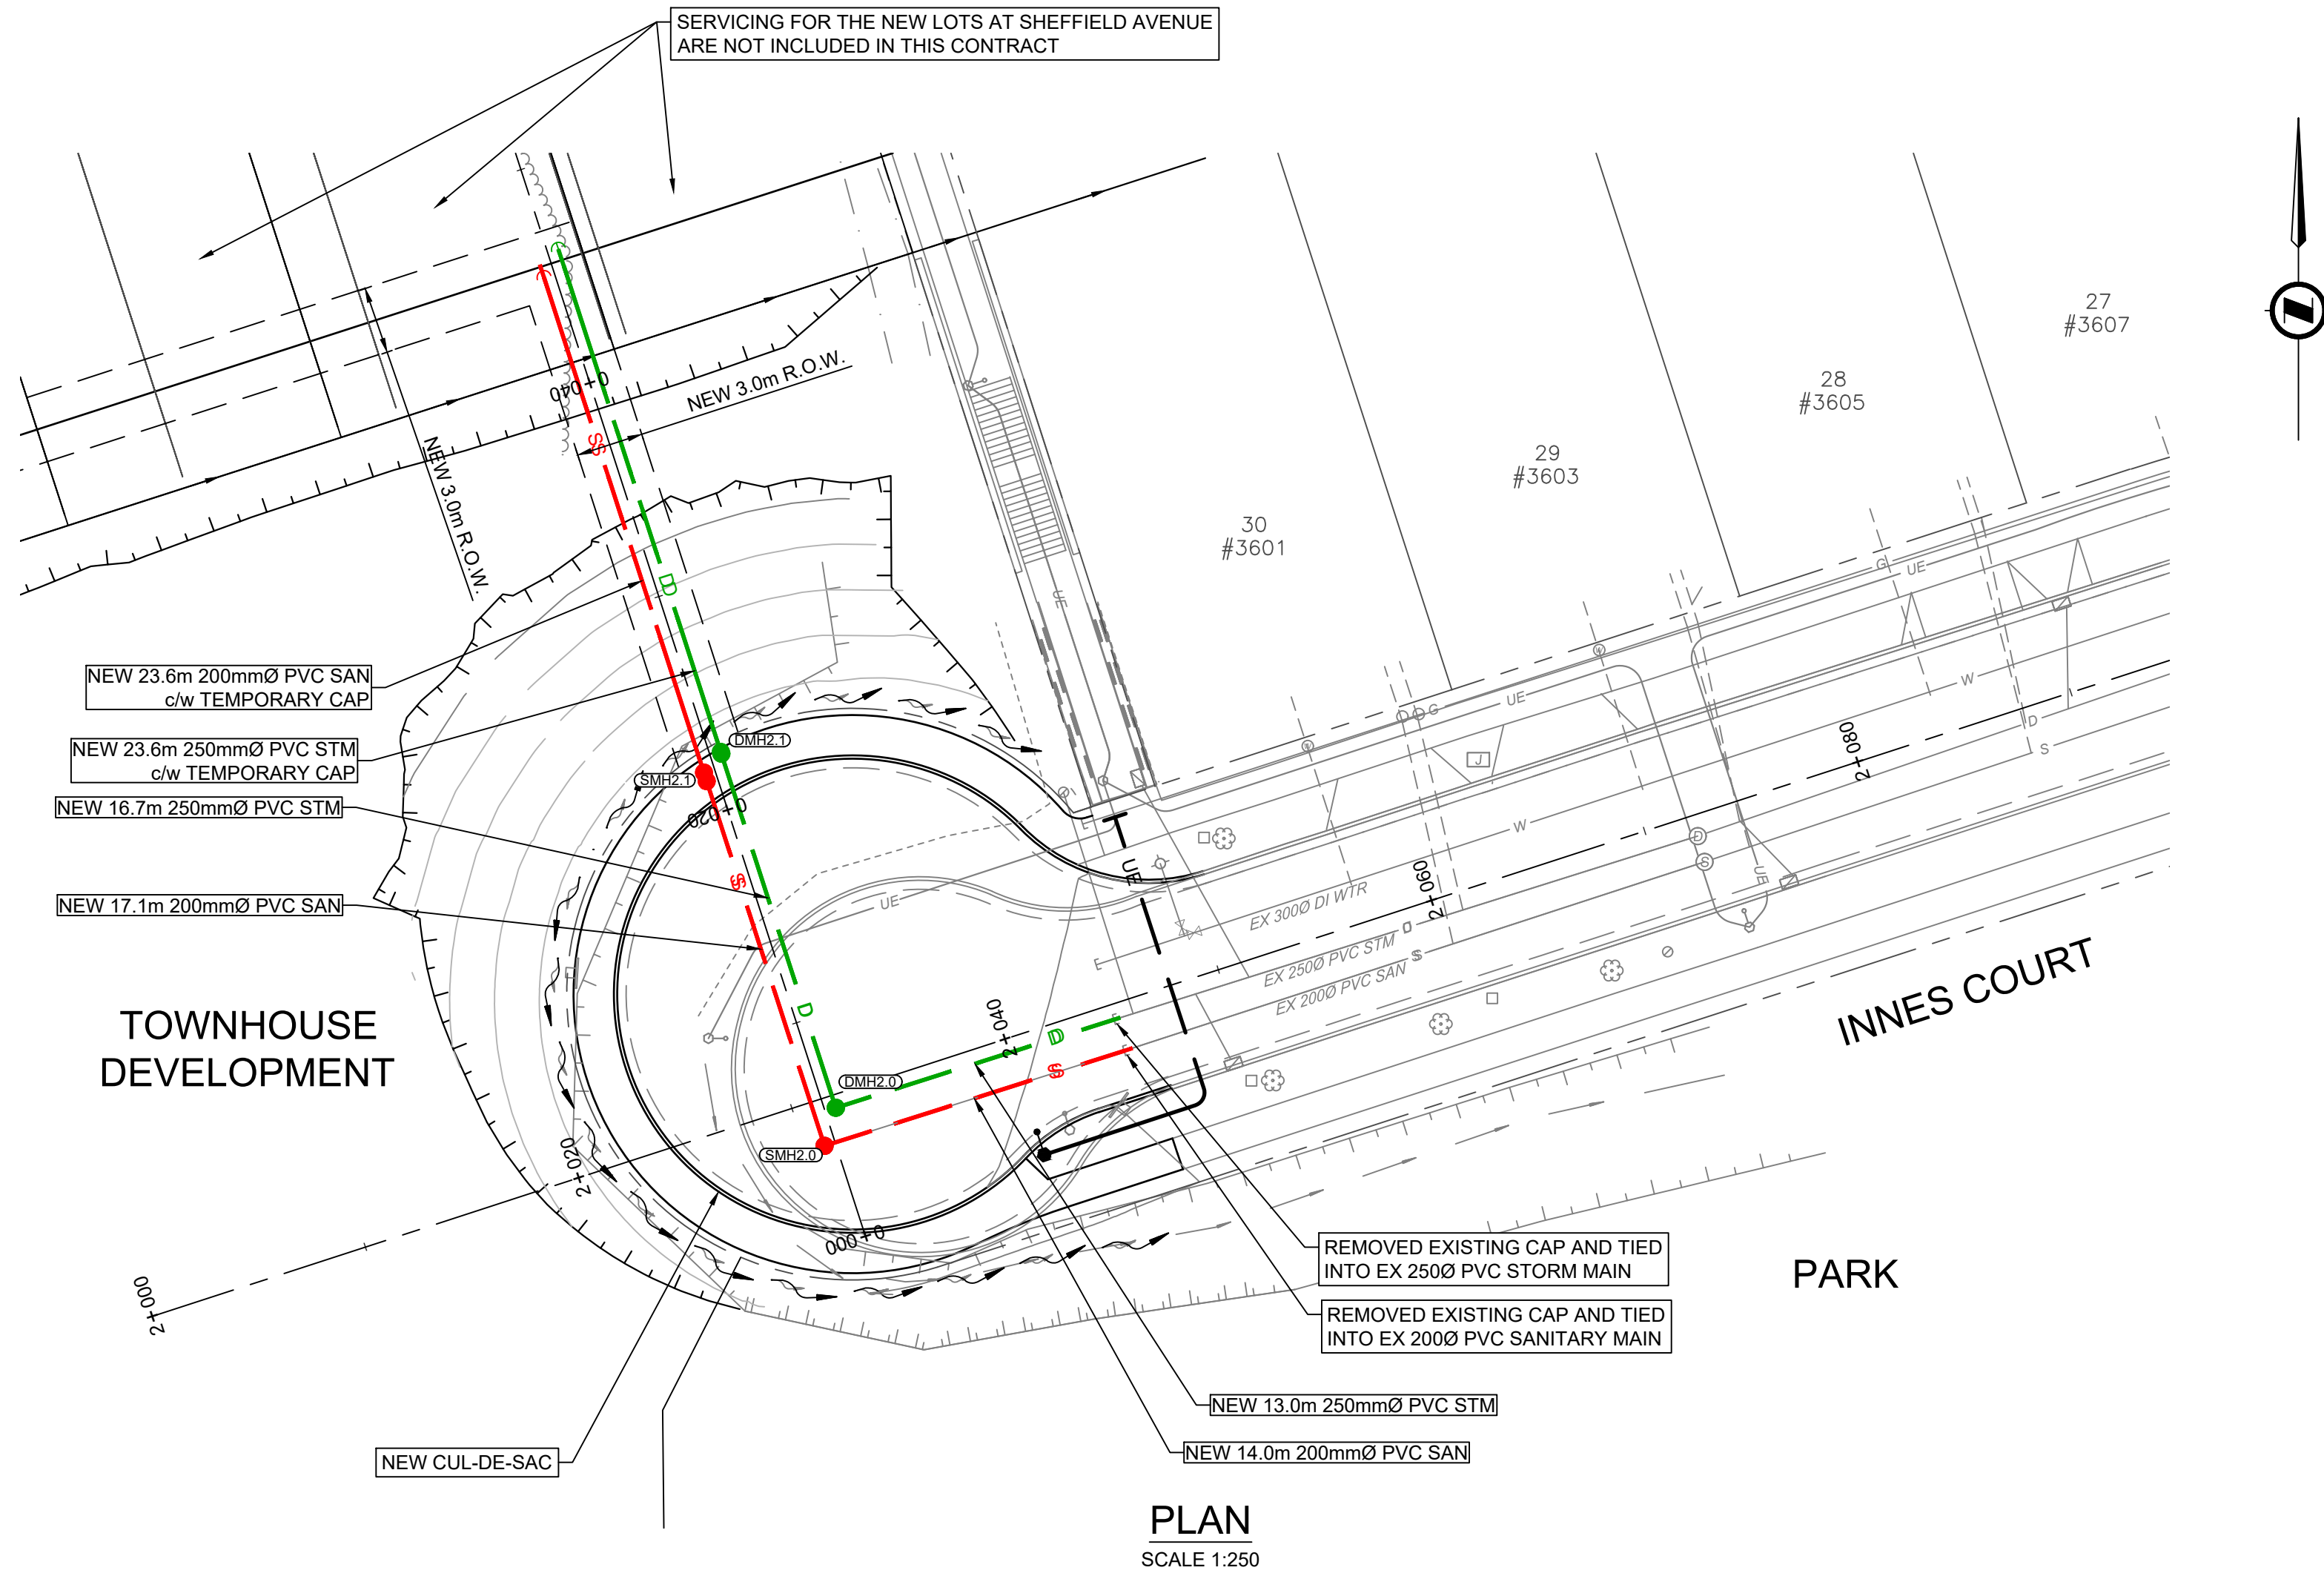 SERVICING FOR THE NEW LOTS AT SHEFFIELD AVENUE
ARE NOT INCLUDED IN THIS CONTRACT
27
#3607
28
#3605
29
#3603
30
#3601
0+040
NEW 3.0m R.O.W.
NEW 3.0m R.O.W.
S
S
D
D
UE
G
UE
NEW 23.6m 200mmØ PVC SAN
c/w TEMPORARY CAP
NEW 23.6m 250mmØ PVC STM
c/w TEMPORARY CAP
NEW 16.7m 250mmØ PVC STM
NEW 17.1m 200mmØ PVC SAN
DMH2.1
SMH2.1
0+020
UE
G
W
J
W
D
S
2+080
D
S
UE
S
S
UE
UE
EX 300Ø DI WTR
2+060
EX 250Ø PVC STM
D
EX 200Ø PVC SAN
S
INNES COURT
TOWNHOUSE
DEVELOPMENT
D
2+040
D
D
S
S
DMH2.0
SMH2.0
2+020
0+000
2+000
REMOVED EXISTING CAP AND TIED
INTO EX 250Ø PVC STORM MAIN
REMOVED EXISTING CAP AND TIED
INTO EX 200Ø PVC SANITARY MAIN
PARK
NEW 13.0m 250mmØ PVC STM
NEW 14.0m 200mmØ PVC SAN
NEW CUL-DE-SAC
PLAN
SCALE 1:250